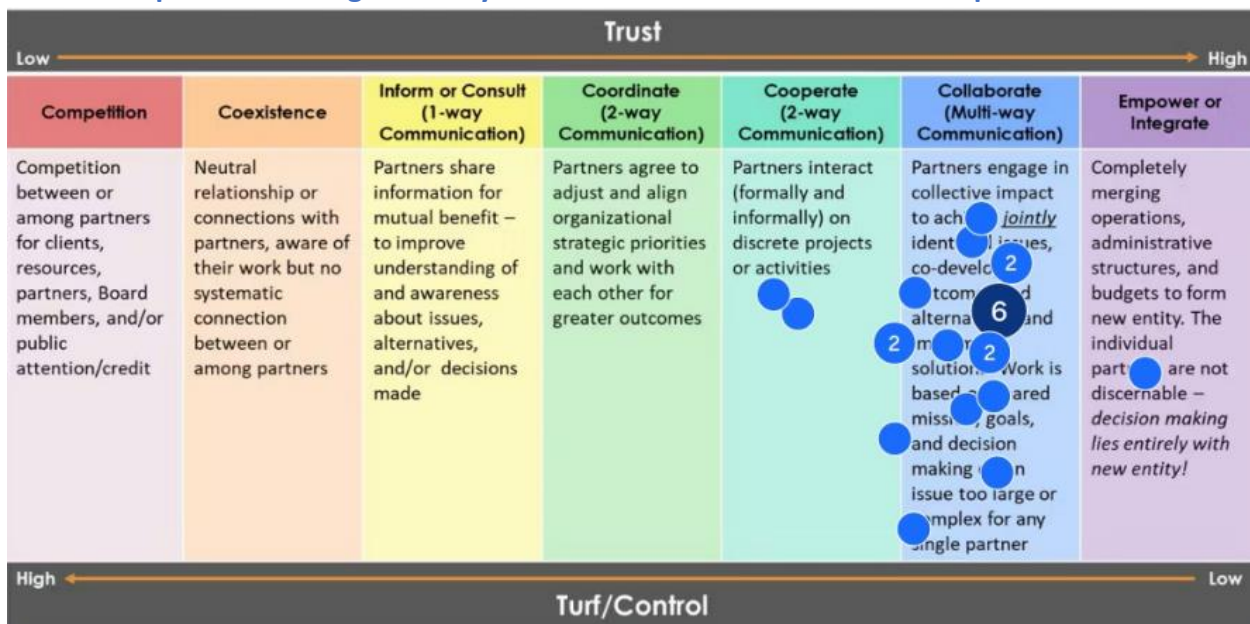 Trust
Low
High
Competition
Coexistence
Inform or Consult
(1-way
Communication)
Coordinate
(2-way
Communication)
Cooperate
(2-way
Communication)
Collaborate
(Multi-way
Communication)
Empower or
Integrate
Competition
between or
among partners
for clients,
resources,
partners, Board
members, and/or
public
attention/credit
Neutral
relationship or
connections with
partners, aware of
their work but no
systematic
connection
between or
among partners
Partners share
information for
mutual benefit –
to improve
understanding of
and awareness
about issues,
alternatives,
and/or decisions
made
Partners agree to
adjust and align
organizational
strategic priorities
and work with
each other for
greater outcomes
Partners interact
(formally and
informally) on
discrete projects
or activities
Partners engage in
collective impact
to jointly
2
6
2
2
Work is
goals,
and decision
making
issue too large or
for any
single partner
Completely
merging
operations,
administrative
structures, and
budgets to form
new entity. The
individual
are not
discernable –
decision making
lies entirely with
new entity!
High
Low
Turf/Control